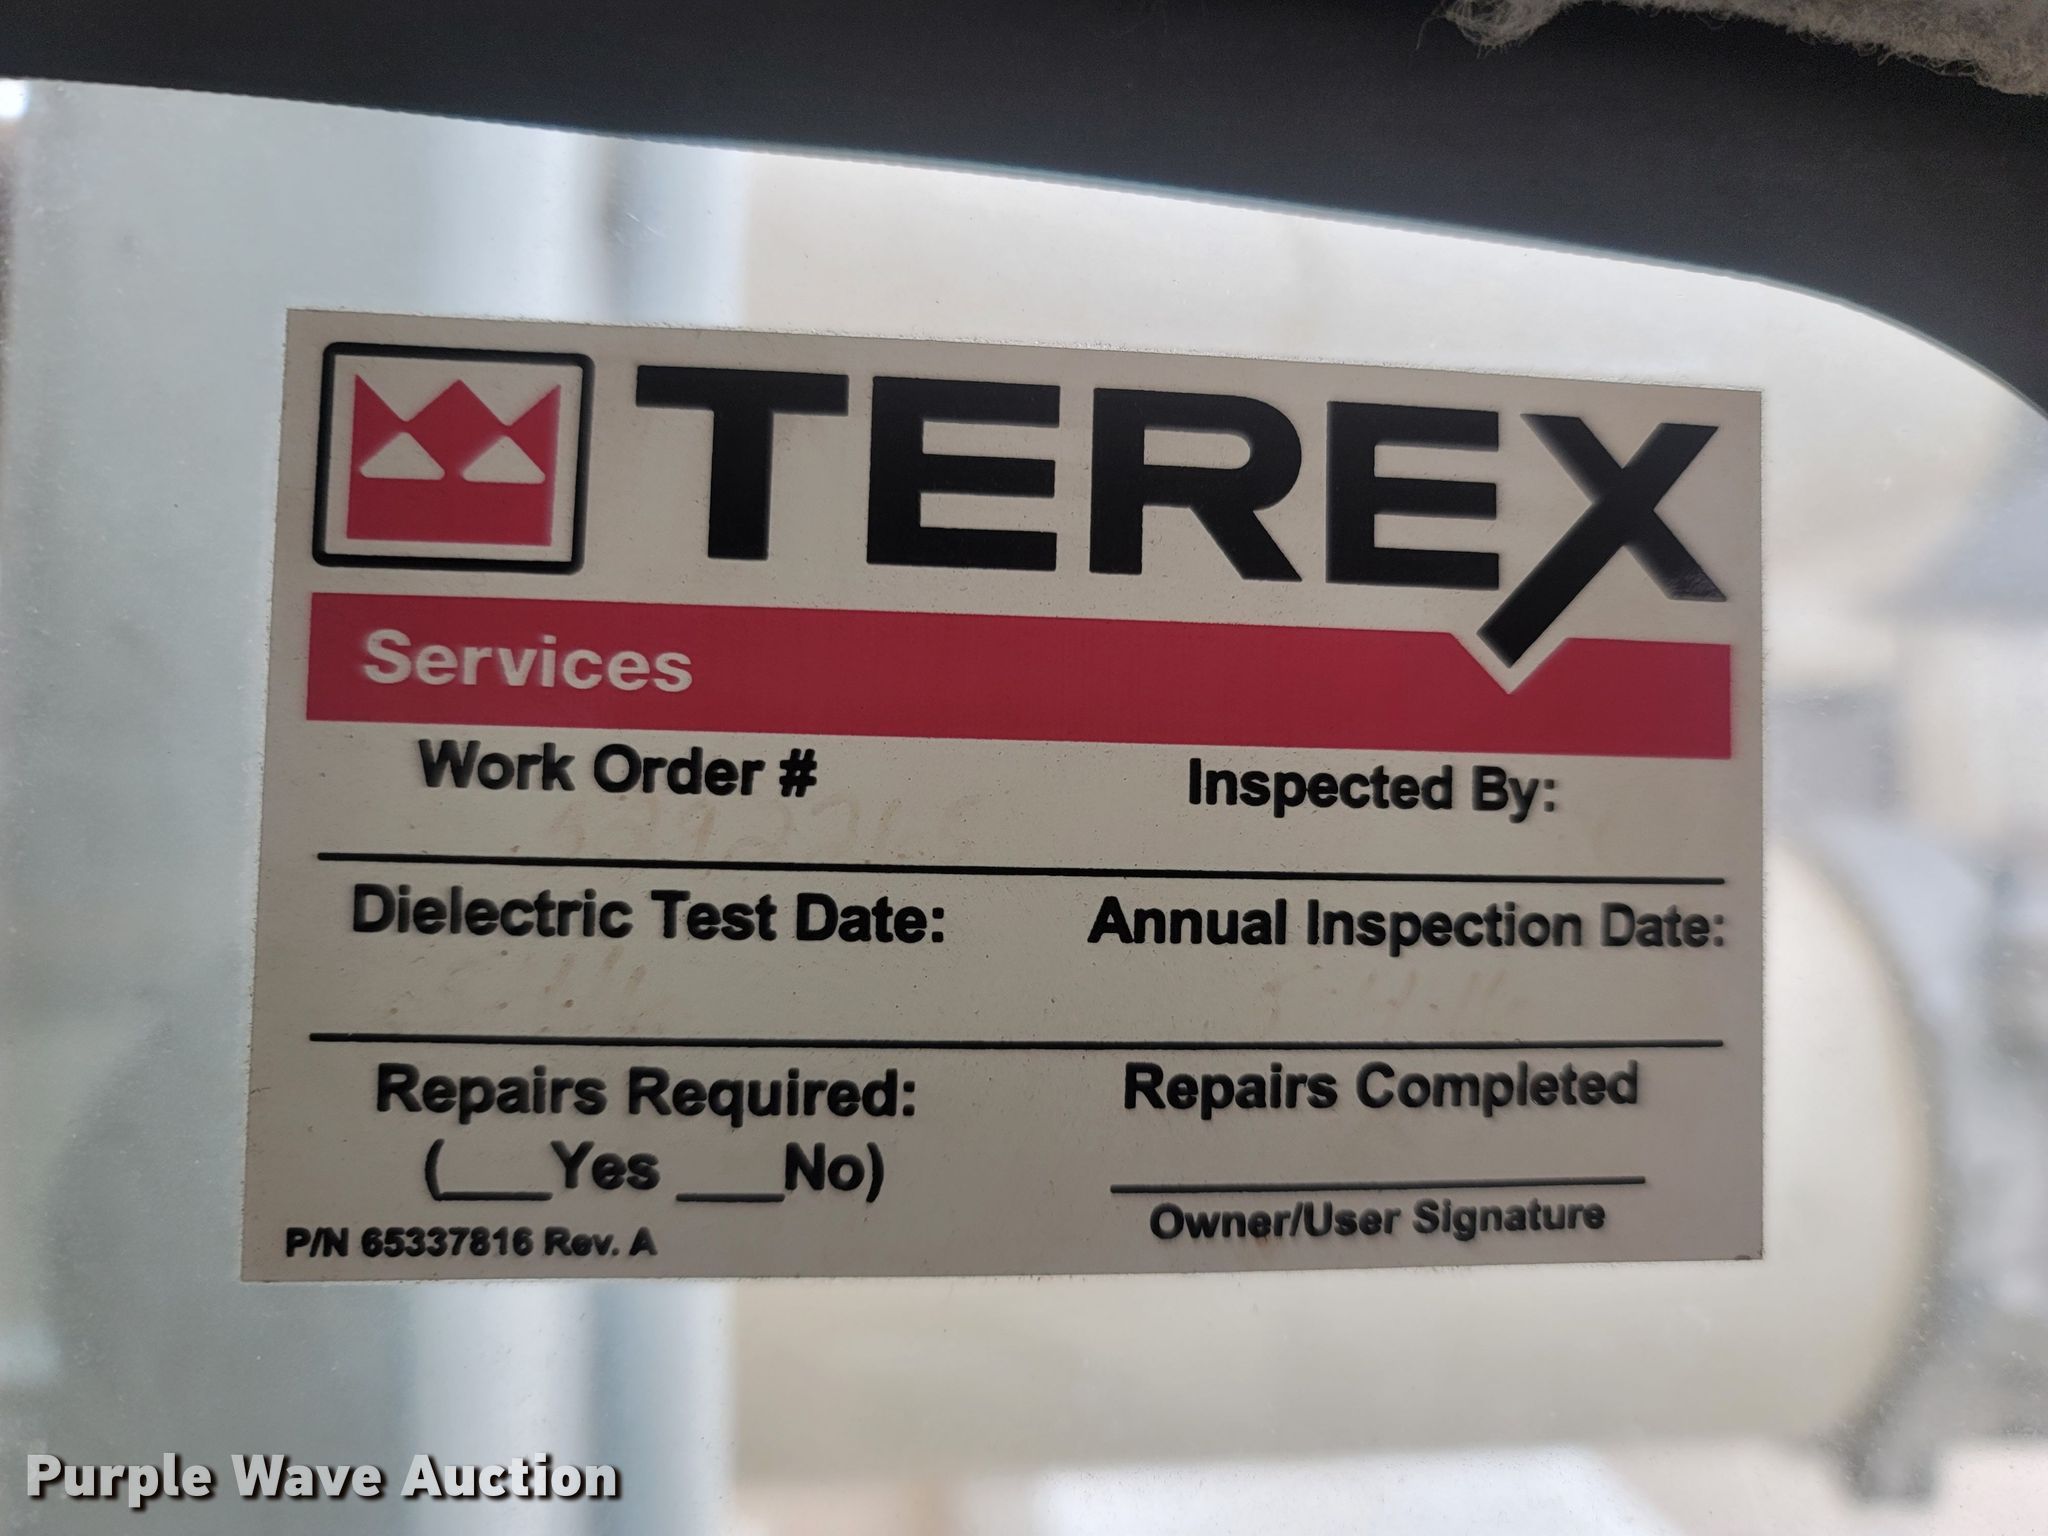 TEREX
Services
Work Order # Inspected By:
Dielectric Test Date: Annual Inspection Date:
Repairs Required: Repairs Completed
(___Yes ___No)
Owner/User Signature
P/N 65337816 Rev. A
Purple Wave Auction